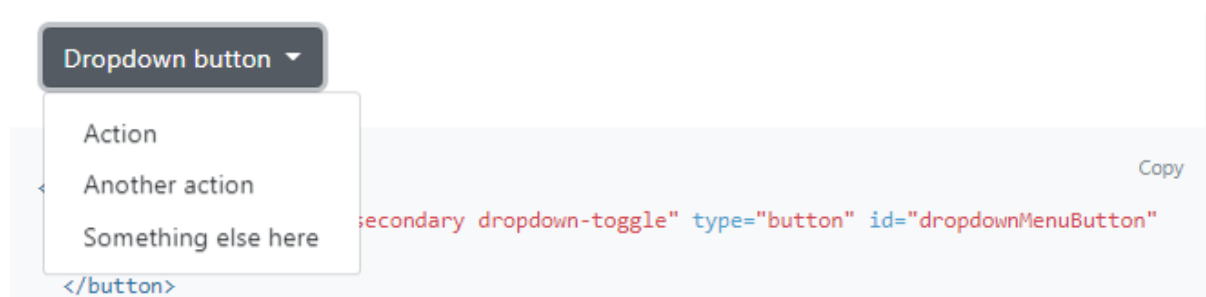 Dropdown button
Action
Copy
Another action
secondary dropdown-toggle" type="button" id="dropdownMenuButton"
Something else here
</button>